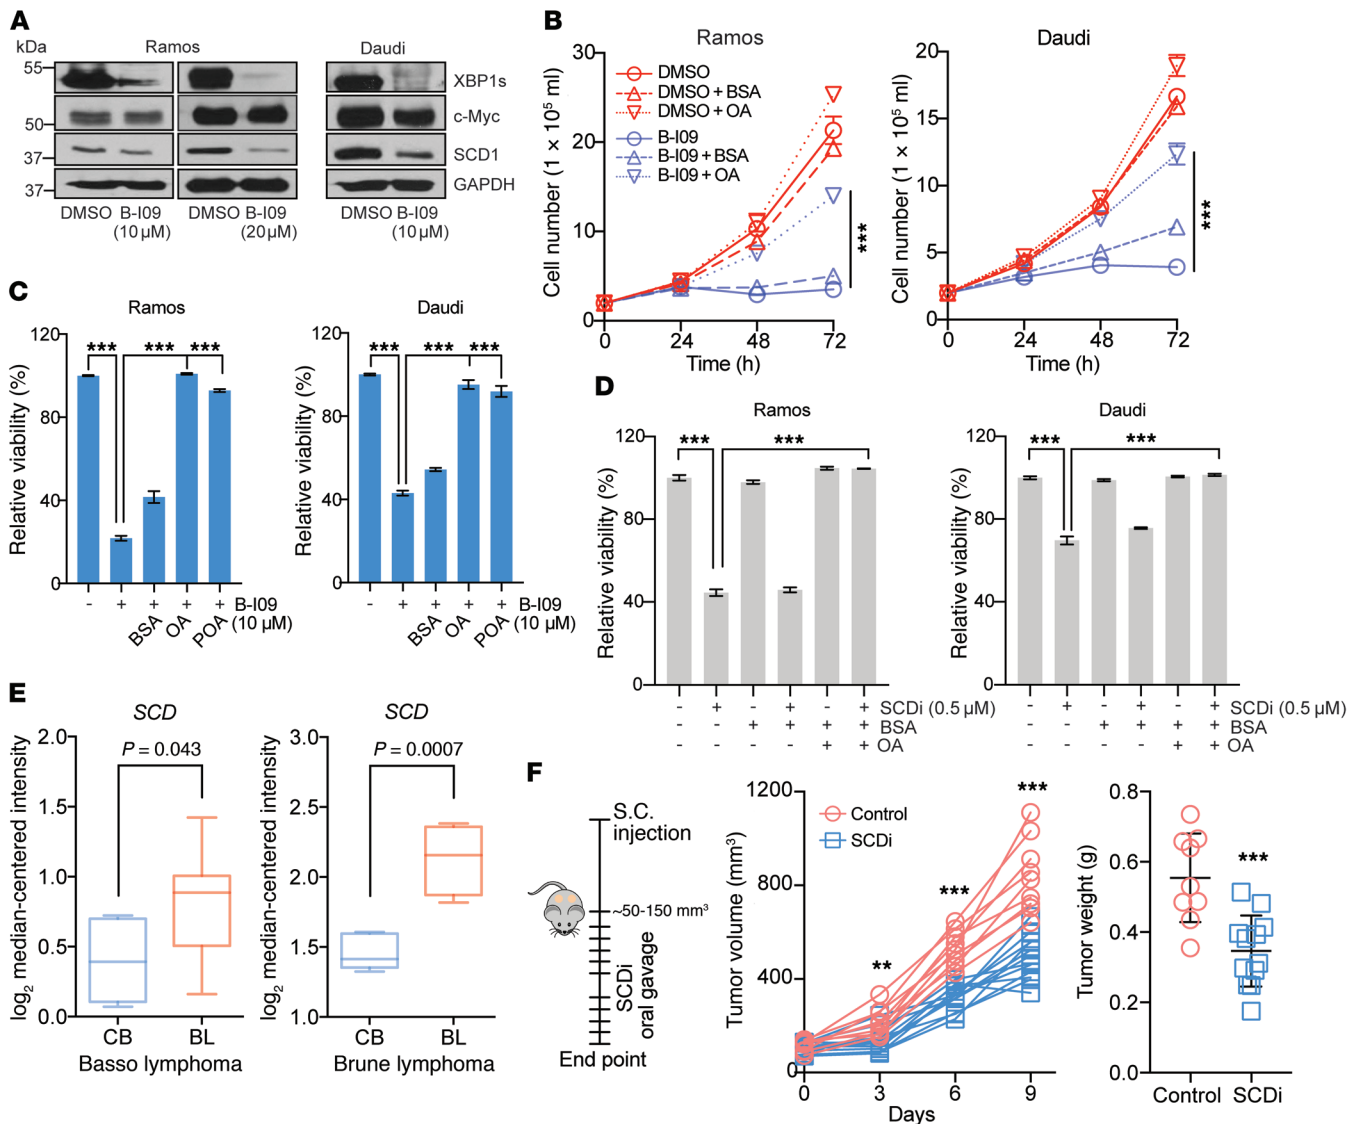 A
kDa
Ramos
Daudi
55
XBP1s
50
c-Myc
37
SCD1
37
GAPDH
DMSO B-I09 (10 µM)
DMSO B-I09 (20 µM)
DMSO B-I09 (10 µM)
B
Ramos
Cell number (1 × 10⁵ ml)
30
20
10
0
DMSO
DMSO + BSA
DMSO + OA
B-I09
B-I09 + BSA
B-I09 + OA
***
0 24 48 72
Time (h)
Daudi
Cell number (1 × 10⁵ ml)
20
15
10
5
0
***
0 24 48 72
Time (h)
C
Ramos
Relative viability (%)
120
80
40
0
*** *** ***
- + + + + B-I09
BSA OA POA (10 µM)
Daudi
Relative viability (%)
120
80
40
0
*** *** ***
- + + + + B-I09
BSA OA POA (10 µM)
D
Ramos
Relative viability (%)
120
80
40
0
*** ***
- + - + - + SCDi (0.5 µM)
- - + + + + BSA
- - - - + + OA
Daudi
Relative viability (%)
120
80
40
0
*** ***
- + - + - + SCDi (0.5 µM)
- - + + + + BSA
- - - - + + OA
E
SCD
P = 0.043
log₂ median-centered intensity
2.0
1.5
1.0
0.5
0.0
CB BL
Basso lymphoma
SCD
P = 0.0007
log₂ median-centered intensity
3.0
2.5
2.0
1.5
1.0
CB BL
Brune lymphoma
F
S.C.
injection
~50-150 mm³
SCDi
oral gavage
End point
Tumor volume (mm³)
1200
800
400
0
Control
SCDi
** *** ***
0 3 6 9
Days
Tumor weight (g)
0.8
0.6
0.4
0.2
0.0
***
Control SCDi